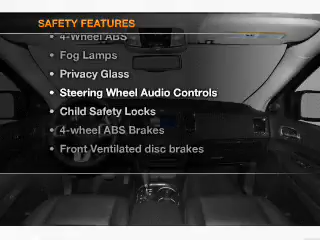 SAFETY FEATURES
• 4-Wheel ABS
• Fog Lamps
• Privacy Glass
• Steering Wheel Audio Controls
• Child Safety Locks
• 4-wheel ABS Brakes
• Front Ventilated disc brakes